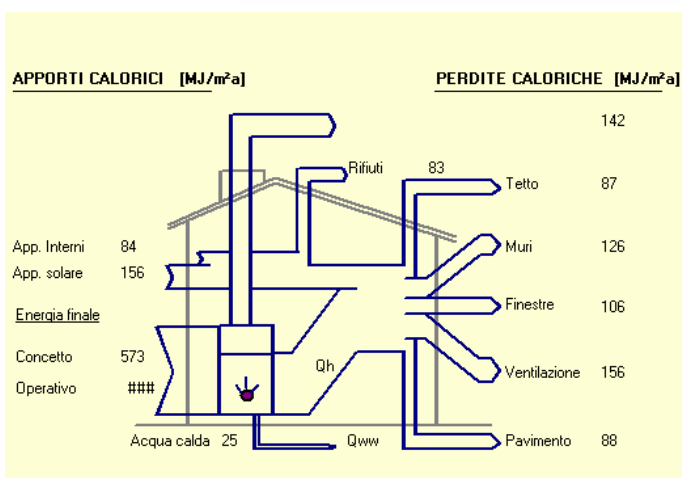 APPORTI CALORICI [MJ/m²a]
PERDITE CALORICHE [MJ/m²a]
142
Rifiuti 83
Tetto 87
App. Interni 84
Muri 126
App. solare 156
Finestre 106
Energia finale
Concetto 573
Qh
Ventilazione 156
Operativo ###
Acqua calda 25 Qww
Pavimento 88